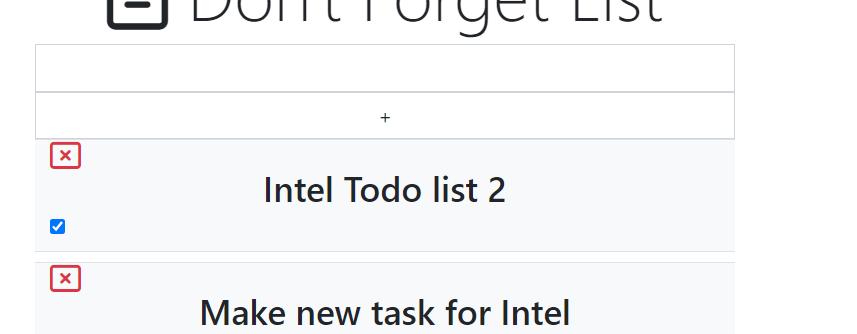 Don't Forget List
+
Intel Todo list 2
Make new task for Intel